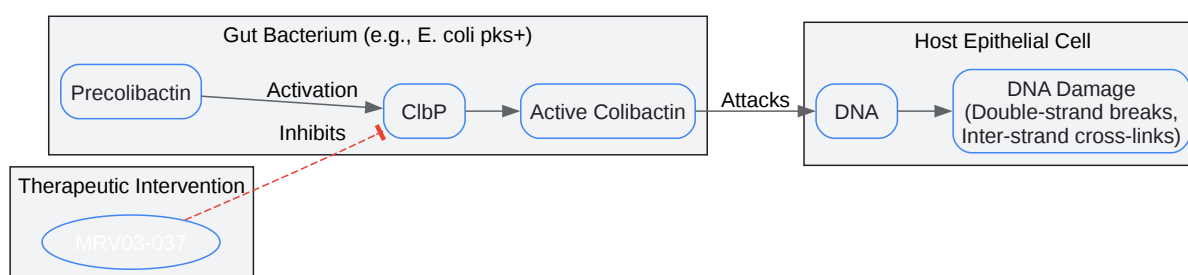 Gut Bacterium (e.g., E. coli pks+)
Precolibactin
Activation
Inhibits
ClbP
Active Colibactin
Attacks
Host Epithelial Cell
DNA
DNA Damage
(Double-strand breaks,
Inter-strand cross-links)
Therapeutic Intervention
MRV03-037